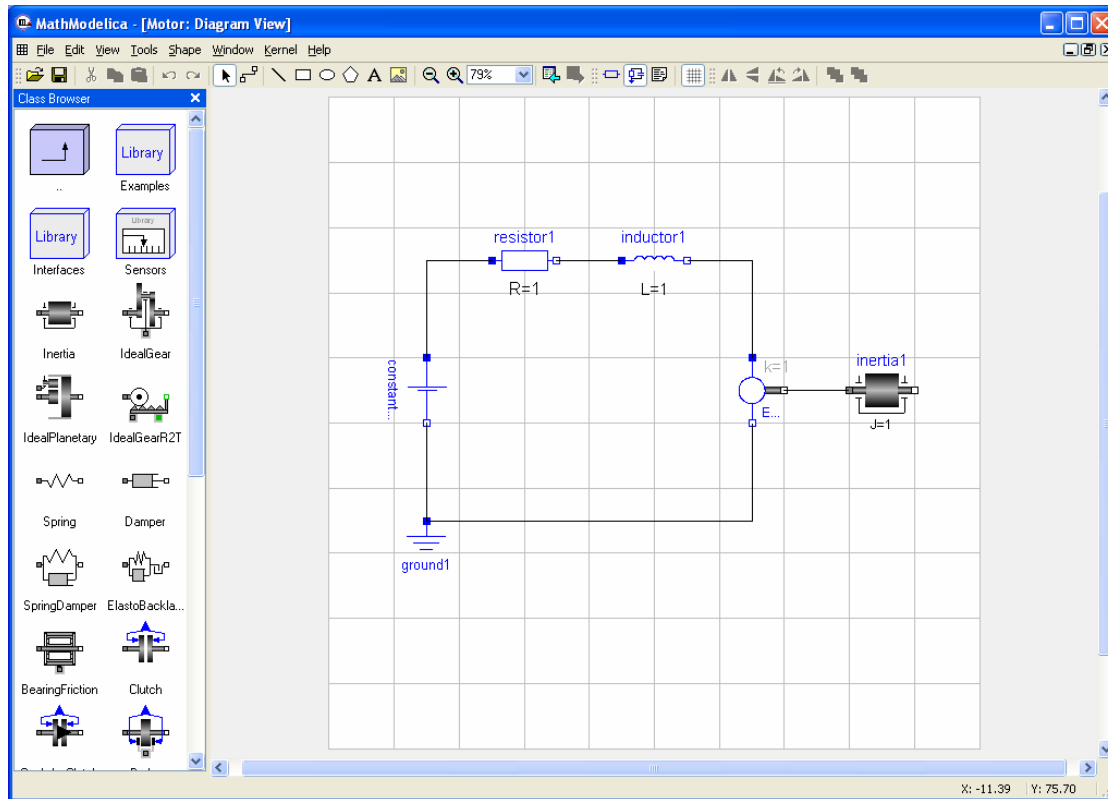 MathModelica - [Motor: Diagram View]
File Edit View Tools Shape Window Kernel Help
79%
Class Browser
Library
..
Examples
Library
Library
Interfaces
Sensors
Inertia
IdealGear
IdealPlanetary
IdealGearR2T
Spring
Damper
SpringDamper
ElastoBackla...
BearingFriction
Clutch
resistor1
R=1
inductor1
L=1
constant...
k=1
E...
inertia1
J=1
ground1
X: -11.39
Y: 75.70